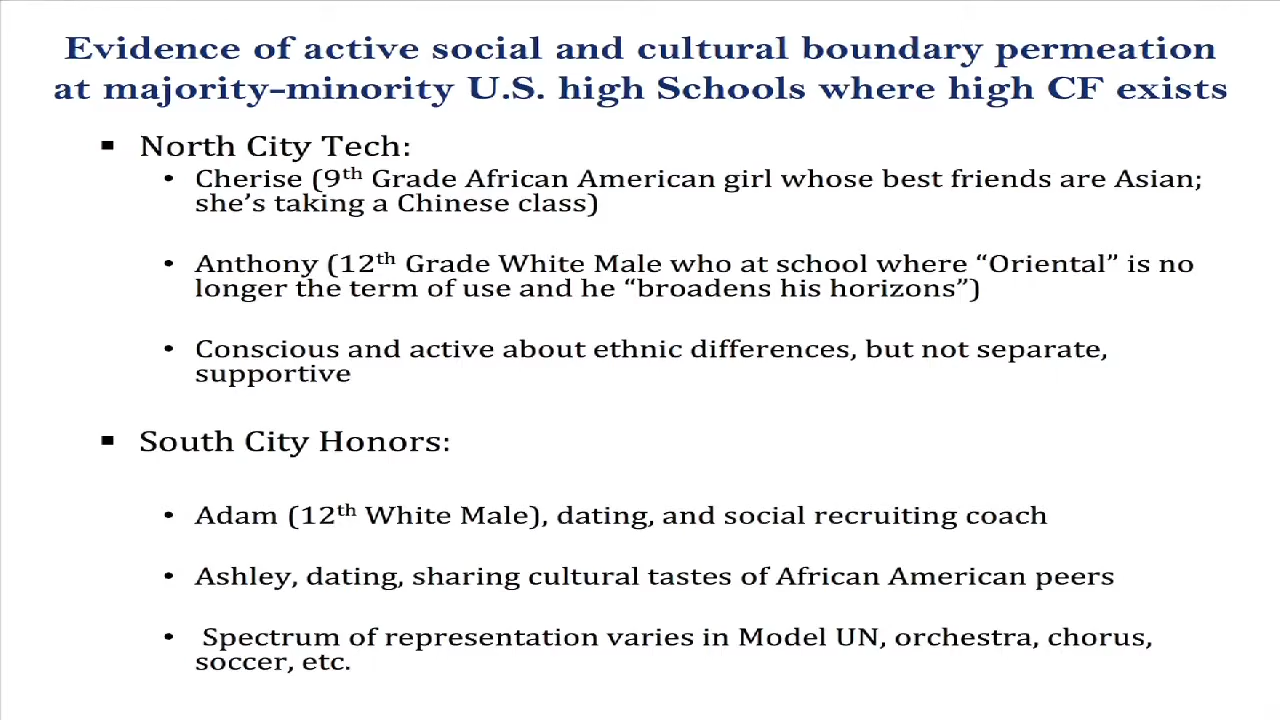 Evidence of active social and cultural boundary permeation
at majority-minority U.S. high Schools where high CF exists
▪ North City Tech:
• Cherise (9th Grade African American girl whose best friends are Asian;
she's taking a Chinese class)
• Anthony (12th Grade White Male who at school where “Oriental” is no
longer the term of use and he “broadens his horizons”)
• Conscious and active about ethnic differences, but not separate,
supportive
▪ South City Honors:
• Adam (12th White Male), dating, and social recruiting coach
• Ashley, dating, sharing cultural tastes of African American peers
• Spectrum of representation varies in Model UN, orchestra, chorus,
soccer, etc.